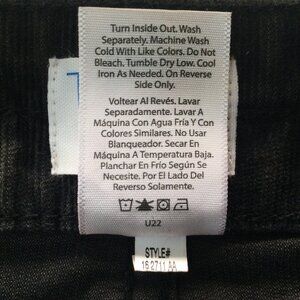 Turn Inside Out. Wash
Separately. Machine Wash
Cold With Like Colors. Do Not
Bleach. Tumble Dry Low. Cool
Iron As Needed. On Reverse
Side Only.
Voltear Al Revés. Lavar
Separadamente. Lavar A
Máquina Con Agua Fría Y Con
Colores Similares. No Usar
Blanqueador. Secar En
Máquina A Temperatura Baja.
Planchar En Frío Según Se
Necesite. Por El Lado Del
Reverso Solamente.
U22
STYLE#
16 2711 AA